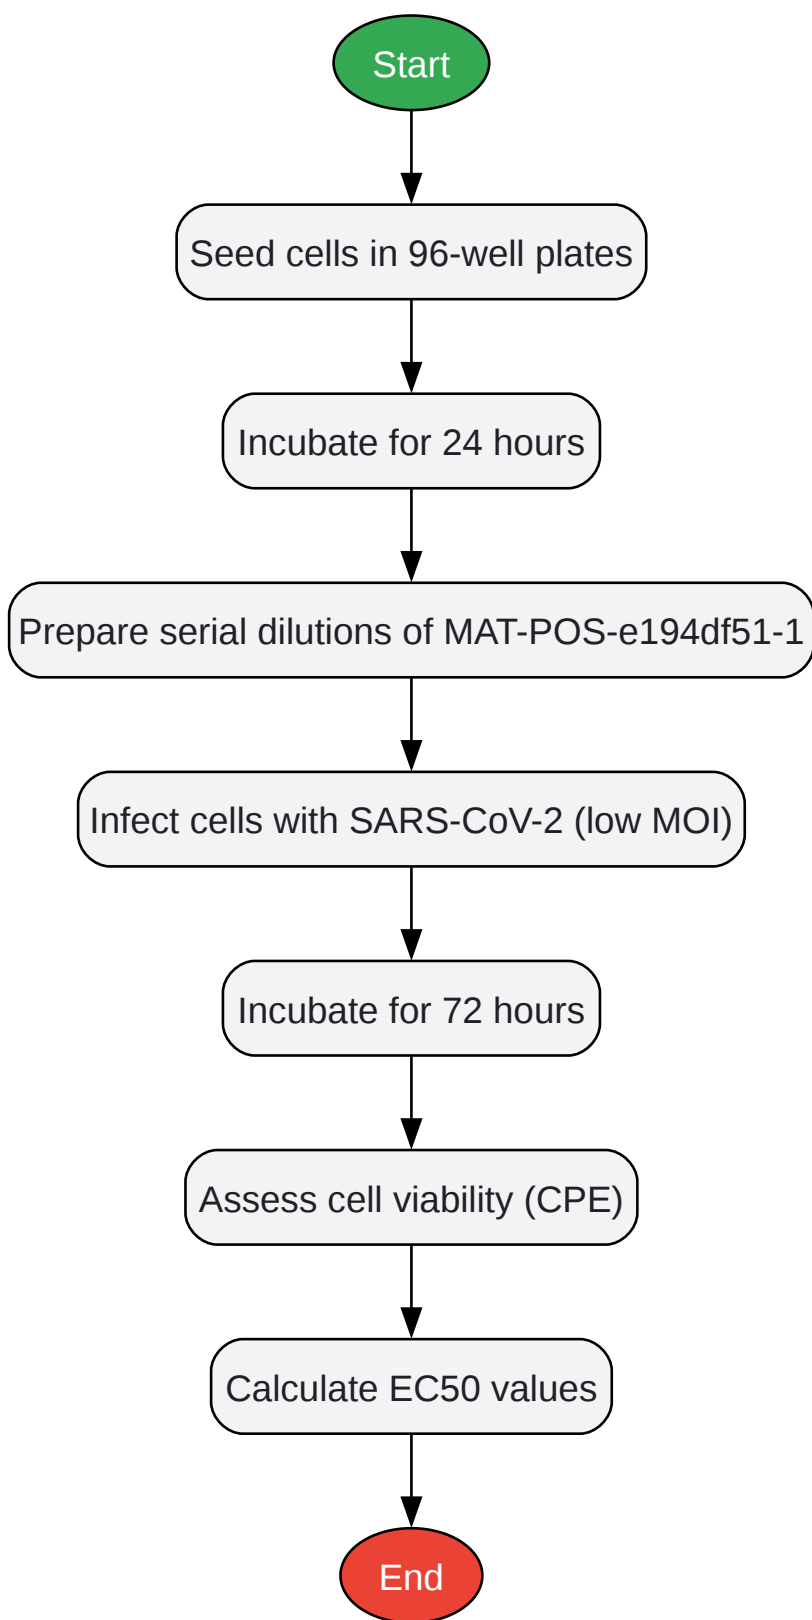 Start
Seed cells in 96-well plates
Incubate for 24 hours
Prepare serial dilutions of MAT-POS-e194df51-1
Infect cells with SARS-CoV-2 (low MOI)
Incubate for 72 hours
Assess cell viability (CPE)
Calculate EC50 values
End